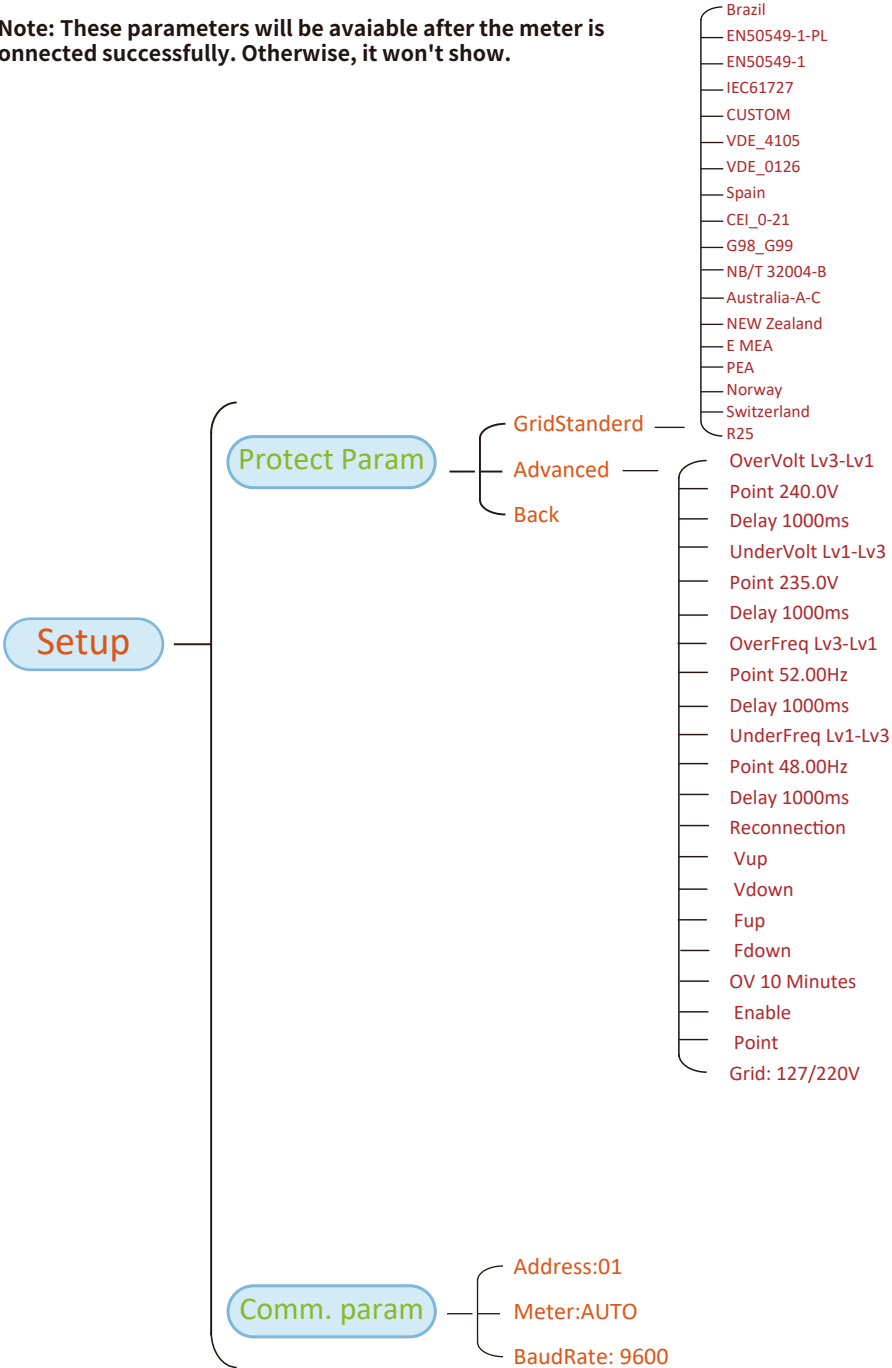 Note: These parameters will be avaiable after the meter is
onnected successfully. Otherwise, it won't show.
Brazil
EN50549-1-PL
EN50549-1
IEC61727
CUSTOM
VDE_4105
VDE_0126
Spain
CEI_0-21
G98_G99
NB/T 32004-B
Australia-A-C
NEW Zealand
E MEA
PEA
Norway
Switzerland
R25
Setup
Protect Param
GridStanderd
Advanced
Back
OverVolt Lv3-Lv1
Point 240.0V
Delay 1000ms
UnderVolt Lv1-Lv3
Point 235.0V
Delay 1000ms
OverFreq Lv3-Lv1
Point 52.00Hz
Delay 1000ms
UnderFreq Lv1-Lv3
Point 48.00Hz
Delay 1000ms
Reconnection
Vup
Vdown
Fup
Fdown
OV 10 Minutes
Enable
Point
Grid: 127/220V
Comm. param
Address:01
Meter:AUTO
BaudRate: 9600